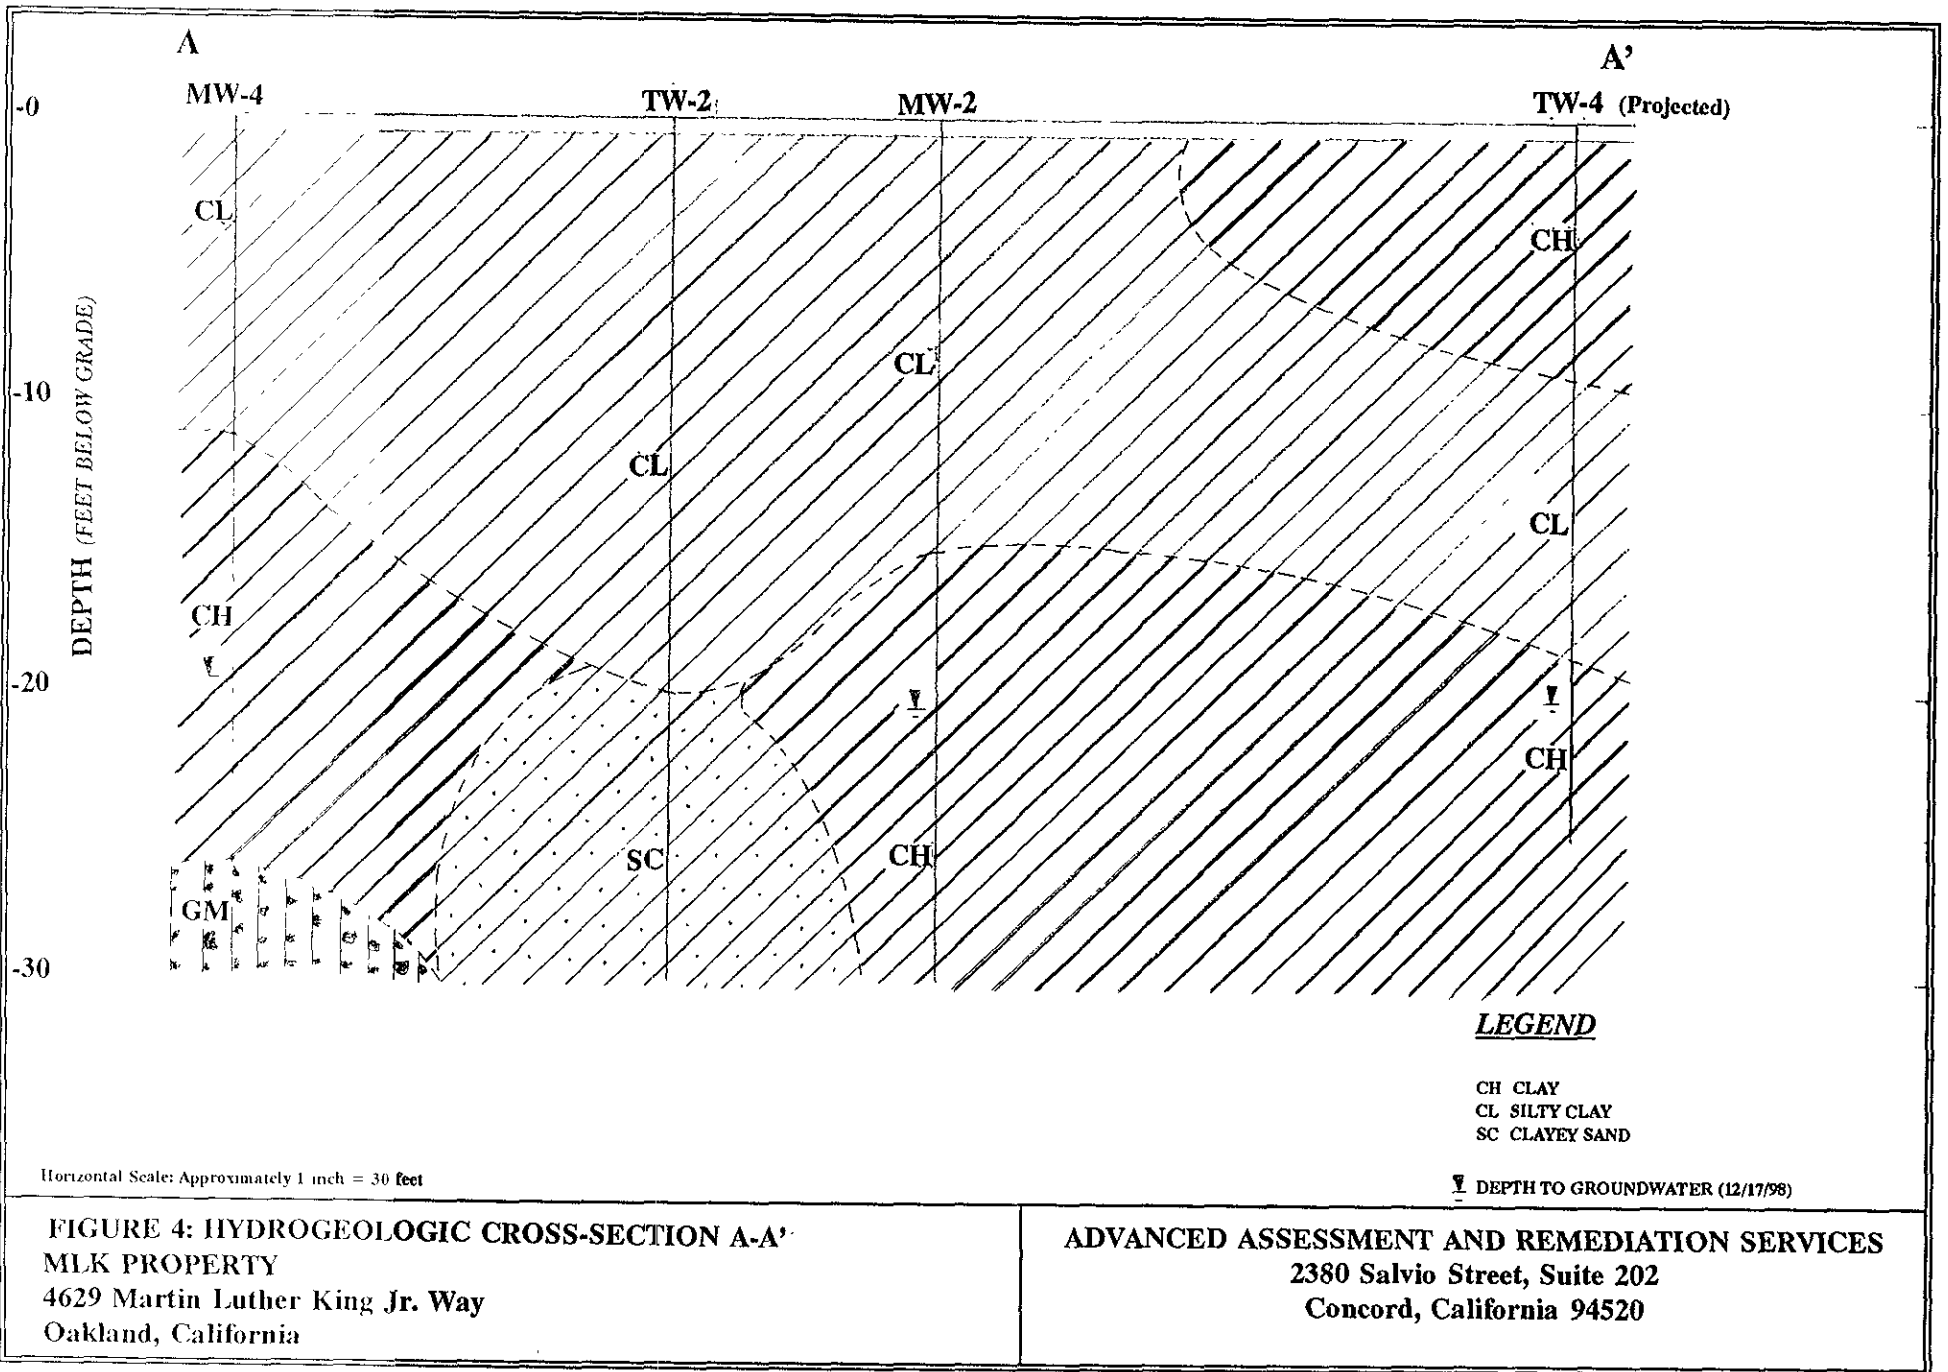 A
A'
MW-4
TW-2
MW-2
TW-4 (Projected)
-0
CL
CH
CL
-10
CL
CL
DEPTH (FEET BELOW GRADE)
CH
-20
CH
SC
CH
GM
-30
LEGEND
CH CLAY
CL SILTY CLAY
SC CLAYEY SAND
Horizontal Scale: Approximately 1 inch = 30 feet
DEPTH TO GROUNDWATER (12/17/98)
FIGURE 4: HYDROGEOLOGIC CROSS-SECTION A-A'
MLK PROPERTY
4629 Martin Luther King Jr. Way
Oakland, California
ADVANCED ASSESSMENT AND REMEDIATION SERVICES
2380 Salvio Street, Suite 202
Concord, California 94520